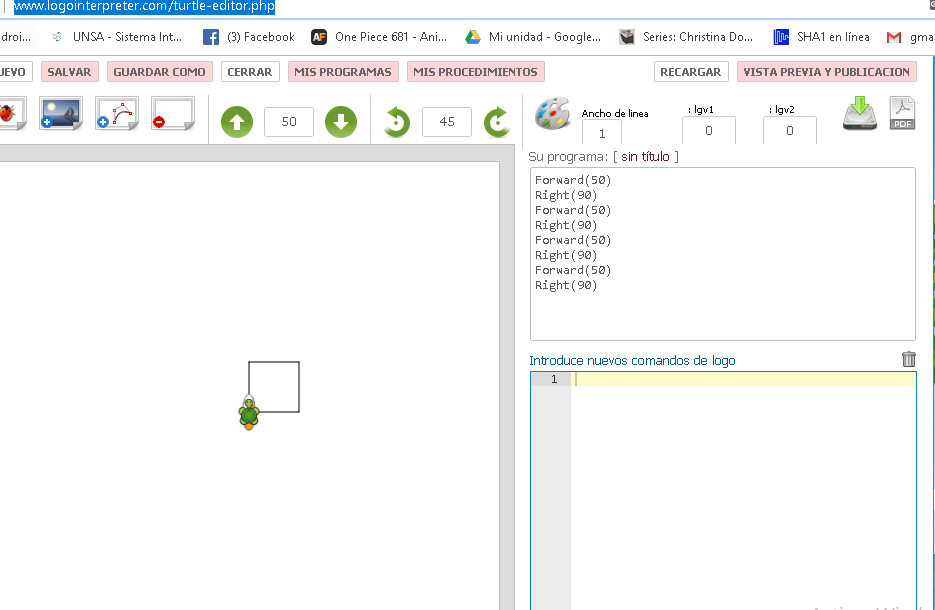 www.logointerpreter.com/turtle-editor.php
droi... UNSA - Sistema Int... (3) Facebook One Piece 681 - Ani... Mi unidad - Google... Series: Christina Do... SHA1 en línea gma
UEVO SALVAR GUARDAR COMO CERRAR MIS PROGRAMAS MIS PROCEDIMIENTOS RECARGAR VISTA PREVIA Y PUBLICACION
50 45 Ancho de linea 1 : lgv1 0 : lgv2 0 PDF
Su programa: [ sin título ]
Forward(50)
Right(90)
Forward(50)
Right(90)
Forward(50)
Right(90)
Forward(50)
Right(90)
Introduce nuevos comandos de logo
1